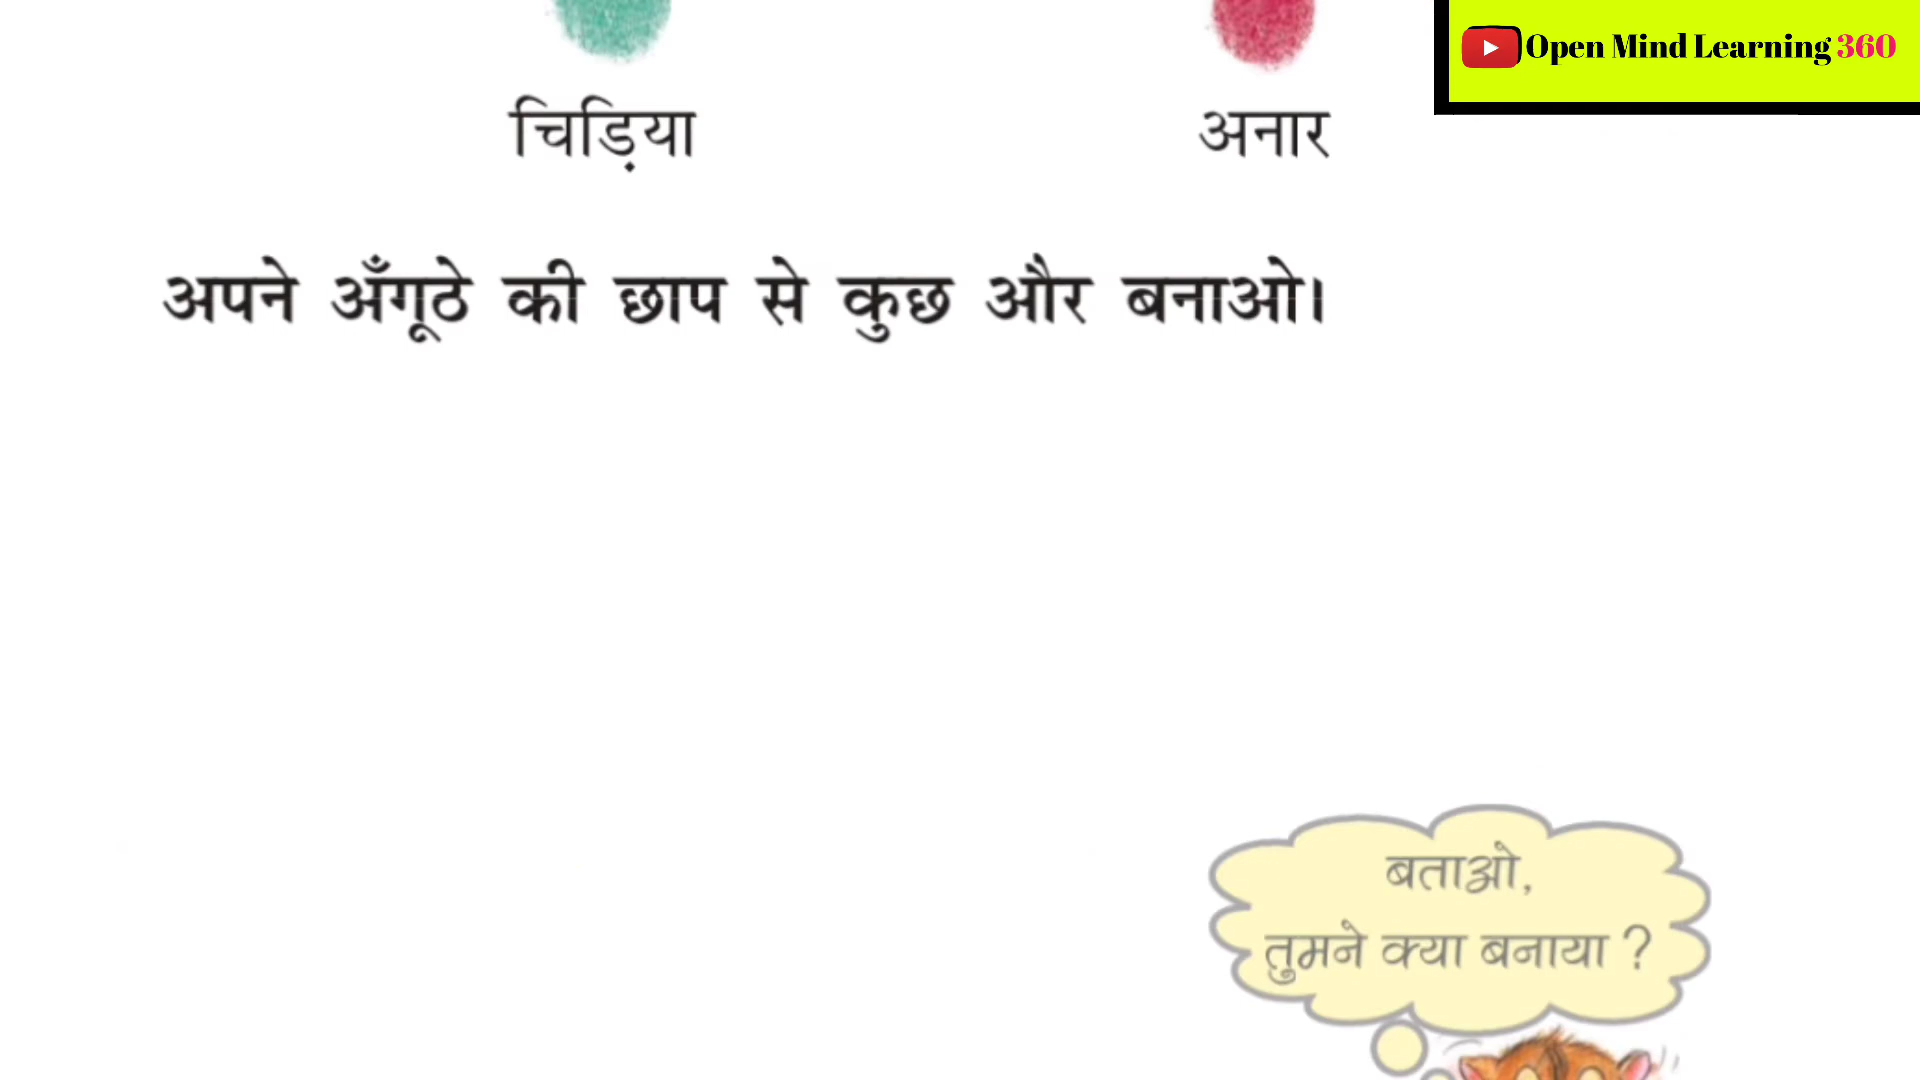 Open Mind Learning 360
चिड़िया
अनार
अपने अँगूठे की छाप से कुछ और बनाओ।
बताओ,
तुमने क्या बनाया ?